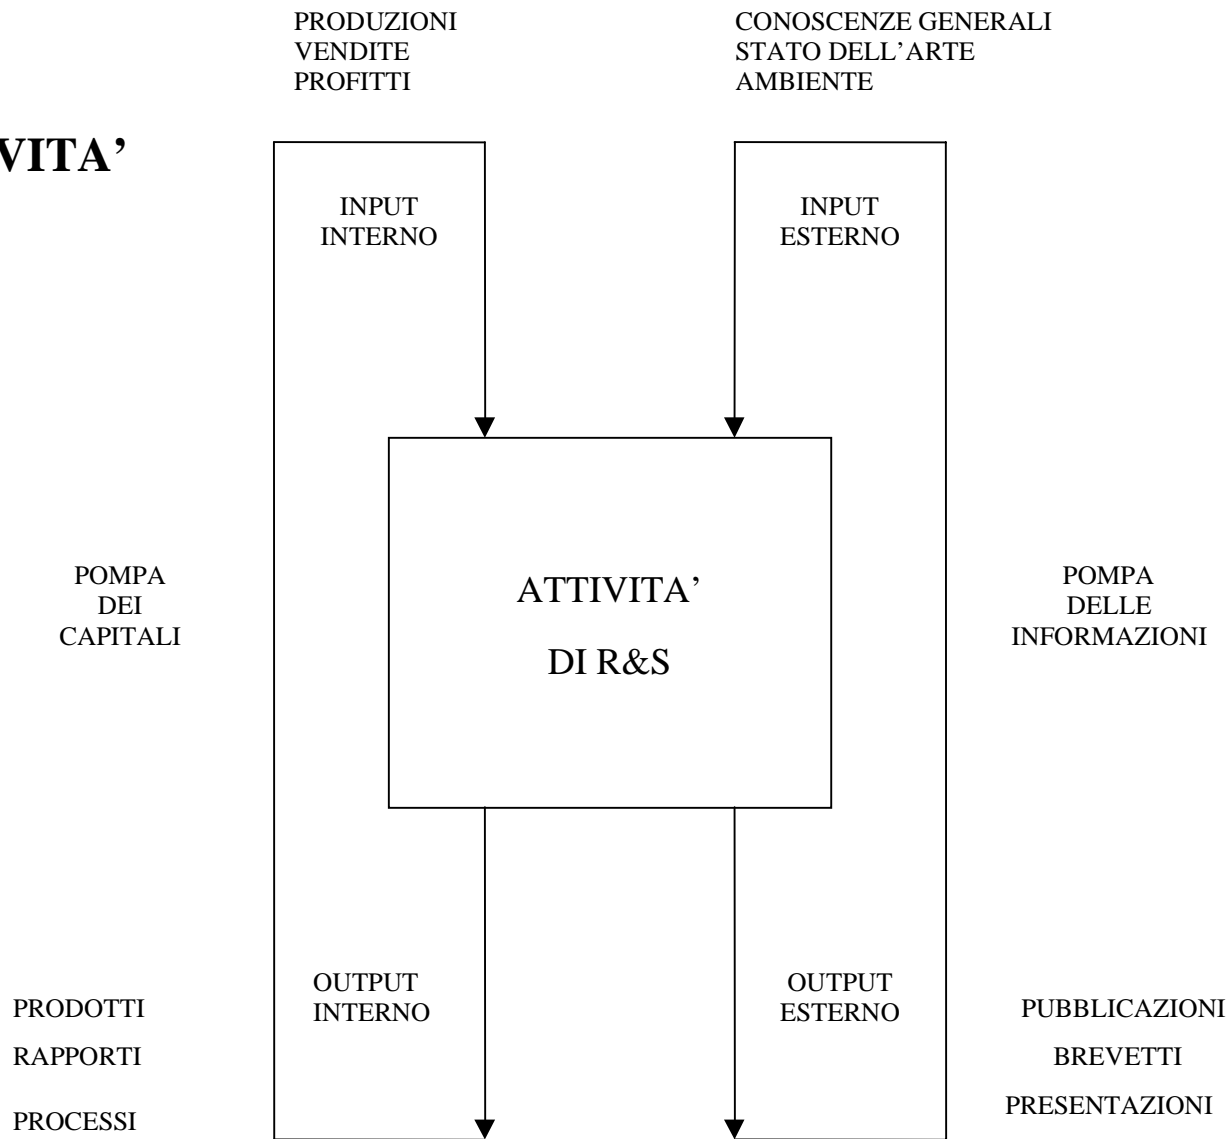 PRODUZIONI
VENDITE
PROFITTI
CONOSCENZE GENERALI
STATO DELL’ARTE
AMBIENTE
VITA’
INPUT
INTERNO
INPUT
ESTERNO
POMPA
DEI
CAPITALI
ATTIVITA’
DI R&S
POMPA
DELLE
INFORMAZIONI
OUTPUT
INTERNO
OUTPUT
ESTERNO
PRODOTTI
RAPPORTI
PROCESSI
PUBBLICAZIONI
BREVETTI
PRESENTAZIONI